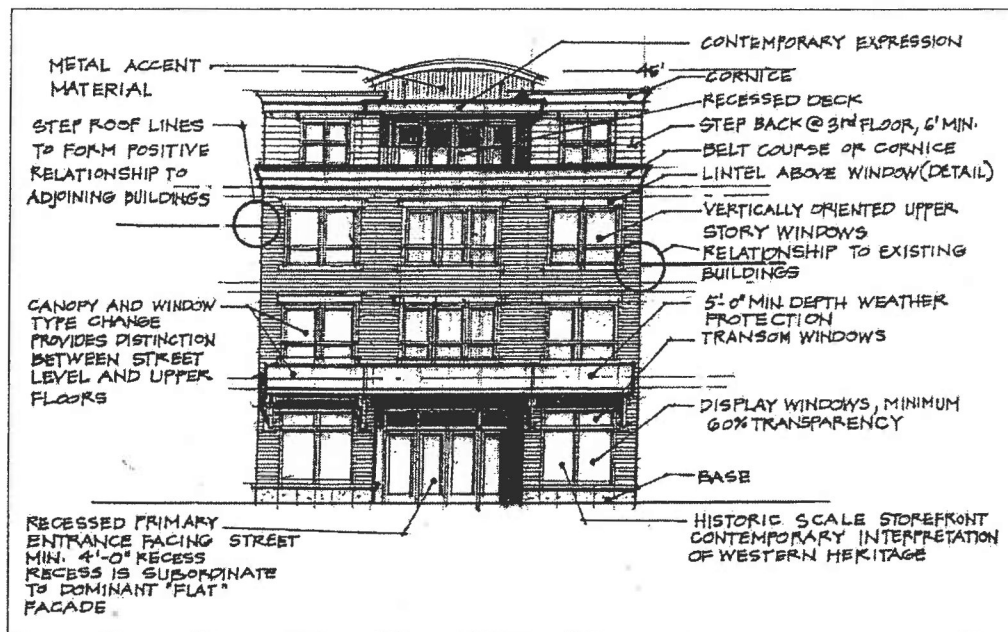 METAL ACCENT
MATERIAL
STEP ROOF LINES
TO FORM POSITIVE
RELATIONSHIP TO
ADJOINING BUILDINGS
CANOPY AND WINDOW
TYPE CHANGE
PROVIDES DISTINCTION
BETWEEN STREET
LEVEL AND UPPER
FLOORS
RECESSED PRIMARY
ENTRANCE FACING STREET
MIN. 4'-0" RECESS
RECESS IS SUBORDINATE
TO DOMINANT "FLAT"
FACADE
CONTEMPORARY EXPRESSION
45'
CORNICE
RECESSED DECK
STEP BACK @ 3rd FLOOR, 6' MIN.
BELT COURSE OR CORNICE
LINTEL ABOVE WINDOW (DETAIL)
VERTICALLY ORIENTED UPPER
STORY WINDOWS
RELATIONSHIP TO EXISTING
BUILDINGS
5'-0" MIN. DEPTH WEATHER
PROTECTION
TRANSOM WINDOWS
DISPLAY WINDOWS, MINIMUM
60% TRANSPARENCY
BASE
HISTORIC SCALE STOREFRONT
CONTEMPORARY INTERPRETATION
OF WESTERN HERITAGE